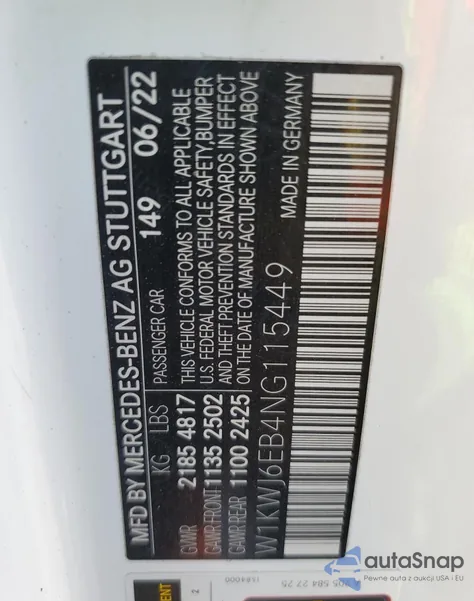 MFD BY MERCEDES-BENZ AG STUTTGART
KG LBS PASSENGER CAR 149 06/22
GVWR 2185 4817 THIS VEHICLE CONFORMS TO ALL APPLICABLE
GAWR FRONT 1135 2502 U.S. FEDERAL MOTOR VEHICLE SAFETY,BUMPER
GAWR REAR 1100 2425 AND THEFT PREVENTION STANDARDS IN EFFECT
ON THE DATE OF MANUFACTURE SHOWN ABOVE
W1KWJ6EB4NG115449 MADE IN GERMANY
autaSnap
Pewne auta z aukcji USA i EU